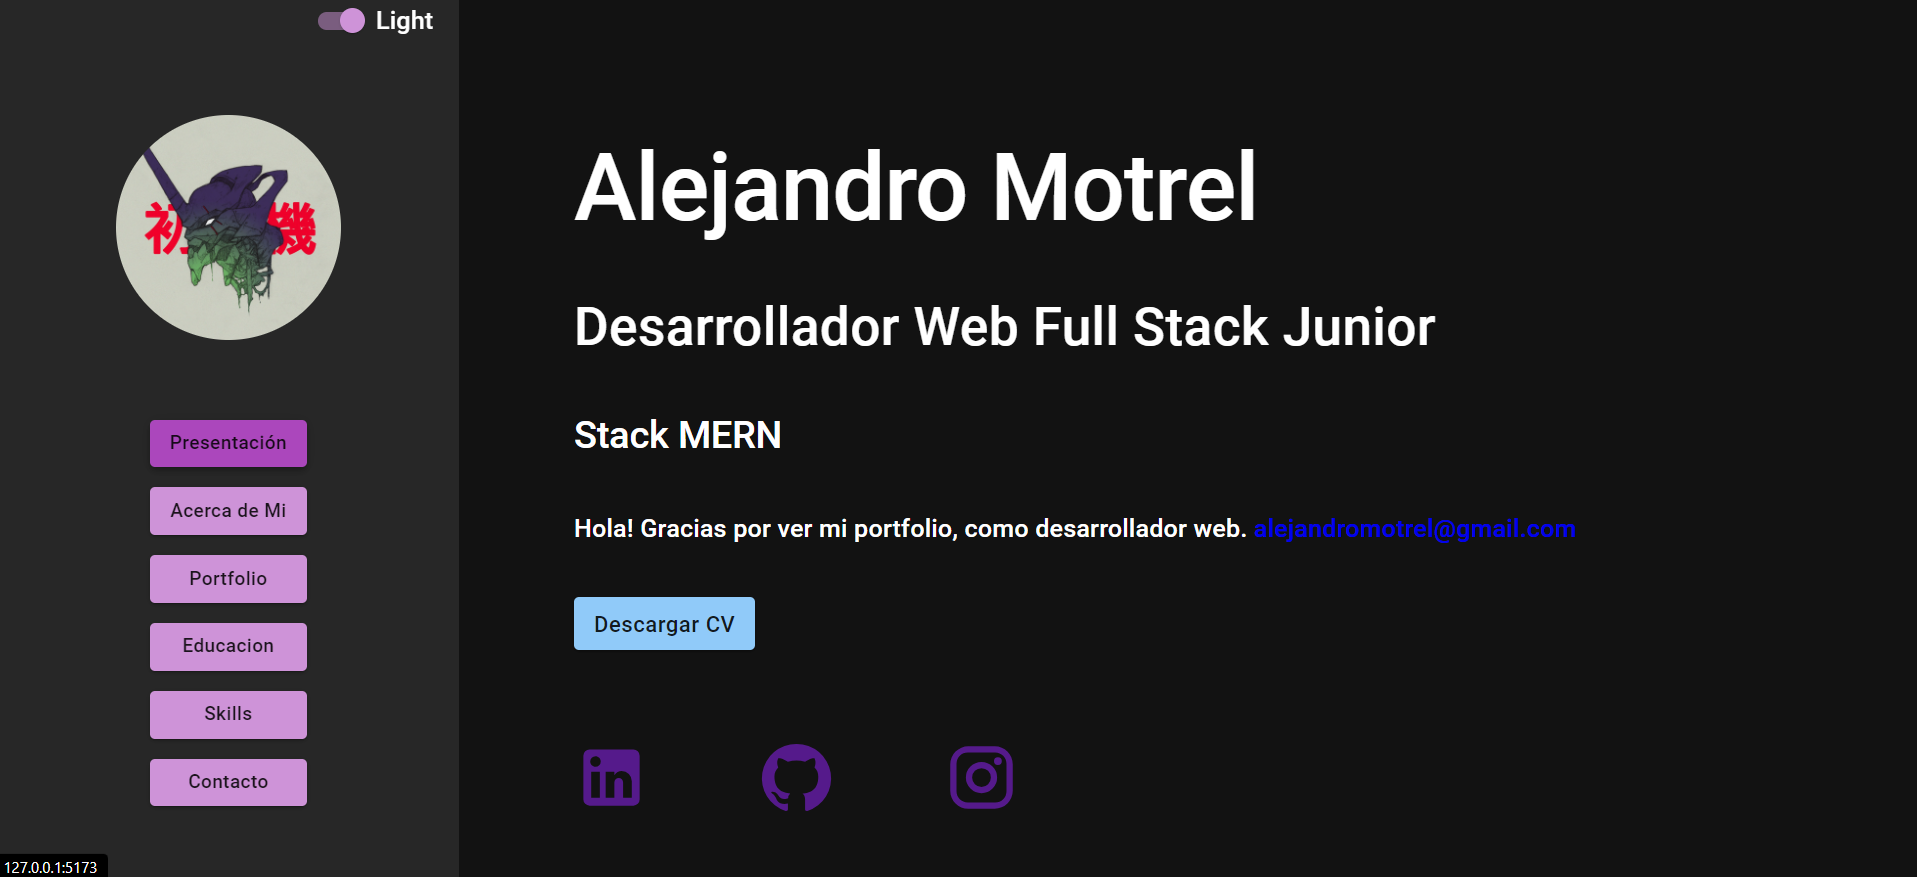 Light
初 機
Presentación
Acerca de Mi
Portfolio
Educacion
Skills
Contacto
Alejandro Motrel
Desarrollador Web Full Stack Junior
Stack MERN
Hola! Gracias por ver mi portfolio, como desarrollador web. alejandromotrel@gmail.com
Descargar CV
in
127.0.0.1:5173